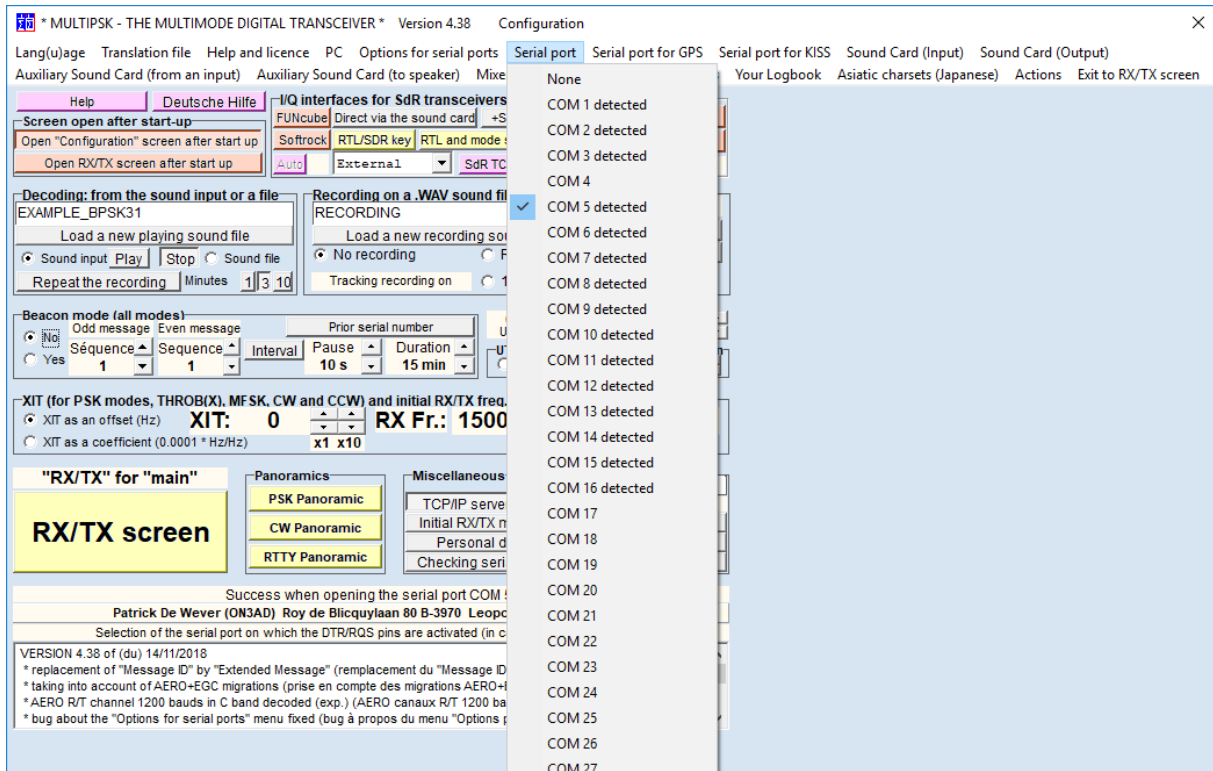 * MULTIPSK - THE MULTIMODE DIGITAL TRANSCEIVER * Version 4.38 Configuration
Lang(u)age Translation file Help and licence PC Options for serial ports Serial port Serial port for GPS Serial port for KISS Sound Card (Input) Sound Card (Output)
Auxiliary Sound Card (from an input) Auxiliary Sound Card (to speaker) Your Logbook Asiatic charsets (Japanese) Actions Exit to RX/TX screen
None
COM 1 detected
COM 2 detected
COM 3 detected
COM 4
COM 5 detected
COM 6 detected
COM 7 detected
COM 8 detected
COM 9 detected
COM 10 detected
COM 11 detected
COM 12 detected
COM 13 detected
COM 14 detected
COM 15 detected
COM 16 detected
COM 17
COM 18
COM 19
COM 20
COM 21
COM 22
COM 23
COM 24
COM 25
COM 26
COM 27
Help Deutsche Hilfe
Screen open after start-up
Open "Configuration" screen after start up
Open RX/TX screen after start up
I/Q interfaces for SdR transceivers
FUNcube Direct via the sound card +S
Softrock RTL/SDR key RTL and mode
Auto External SdR TC
Decoding: from the sound input or a file
EXAMPLE_BPSK31
Load a new playing sound file
Sound input Play Stop Sound file
Repeat the recording Minutes 1 3 10
Recording on a .WAV sound
RECORDING
Load a new recording
No recording
Tracking recording on 1
Beacon mode (all modes)
No Odd message Even message Prior serial number
Yes Séquence Sequence Interval Pause Duration
1 1 10 s 15 min
XIT (for PSK modes, THROB(X), MFSK, CW and CCW) and initial RX/TX freq.
XIT as an offset (Hz) XIT: 0 RX Fr.: 1500
XIT as a coefficient (0.0001 * Hz/Hz) x1 x10
"RX/TX" for "main"
RX/TX screen
Panoramics
PSK Panoramic
CW Panoramic
RTTY Panoramic
Miscellaneous
TCP/IP
Initial RX/TX
Personal
Checking
Success when opening the serial port COM
Patrick De Wever (ON3AD) Roy de Blicquylaan 80 B-3970
Selection of the serial port on which the DTR/RQS pins are activated (in
VERSION 4.38 of (du) 14/11/2018
* replacement of "Message ID" by "Extended Message" (remplacement du "Message ID
* taking into account of AERO+EGC migrations (prise en compte des migrations
* AERO R/T channel 1200 bauds in C band decoded (exp.) (AERO canaux R/T 1200
* bug about the "Options for serial ports" menu fixed (bug à propos du menu "Options